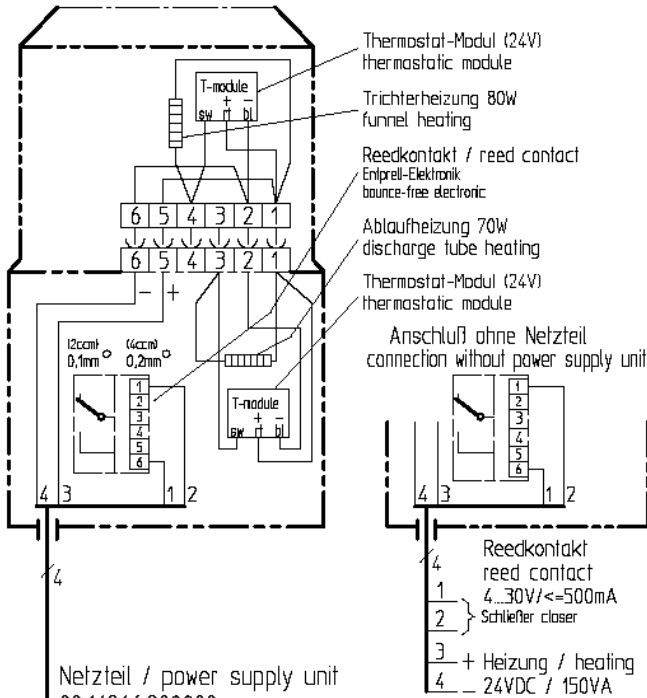 Thermostat-Modul (24V)
thermostatic module
T-module
+ –
sw rt bl
Trichterheizung 80W
funnel heating
Reedkontakt / reed contact
Entprell-Elektronik
bounce-free electronic
6 5 4 3 2 1
6 5 4 3 2 1
– +
Ablaufheizung 70W
discharge tube heating
Thermostat-Modul (24V)
thermostatic module
(2ccm) (4ccm)
0,1mm 0,2mm
1
2
3
4
5
6
T-module
+ –
sw rt bl
4 3 1 2
4
Netzteil / power supply unit
Anschluß ohne Netzteil
connection without power supply unit
1
2
3
4
5
6
4 3 1 2
4
Reedkontakt
reed contact
1 4...30V/<=500mA
2 Schließer closer
3 + Heizung / heating
4 – 24VDC / 150VA